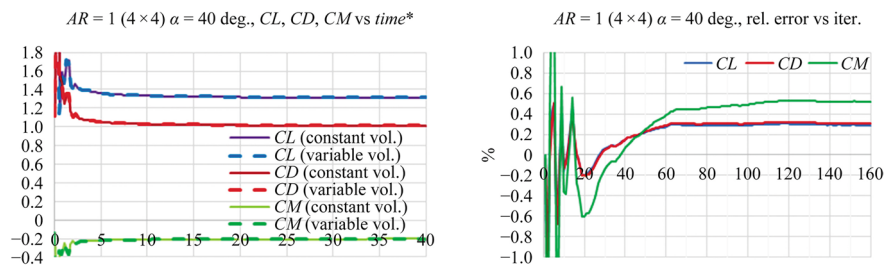 AR = 1 (4×4) α = 40 deg., CL, CD, CM vs time*
1.8
1.6
1.4
1.2
1.0
0.8
0.6
0.4
0.2
0
−0.2
−0.4
0 5 10 15 20 25 30 35 40
CL (constant vol.)
CL (variable vol.)
CD (constant vol.)
CD (variable vol.)
CM (constant vol.)
CM (variable vol.)
AR = 1 (4×4) α = 40 deg., rel. error vs iter.
CL CD CM
%
1.0
0.8
0.6
0.4
0.2
0
−0.2
−0.4
−0.6
−0.8
−1.0
0 20 40 60 80 100 120 140 160